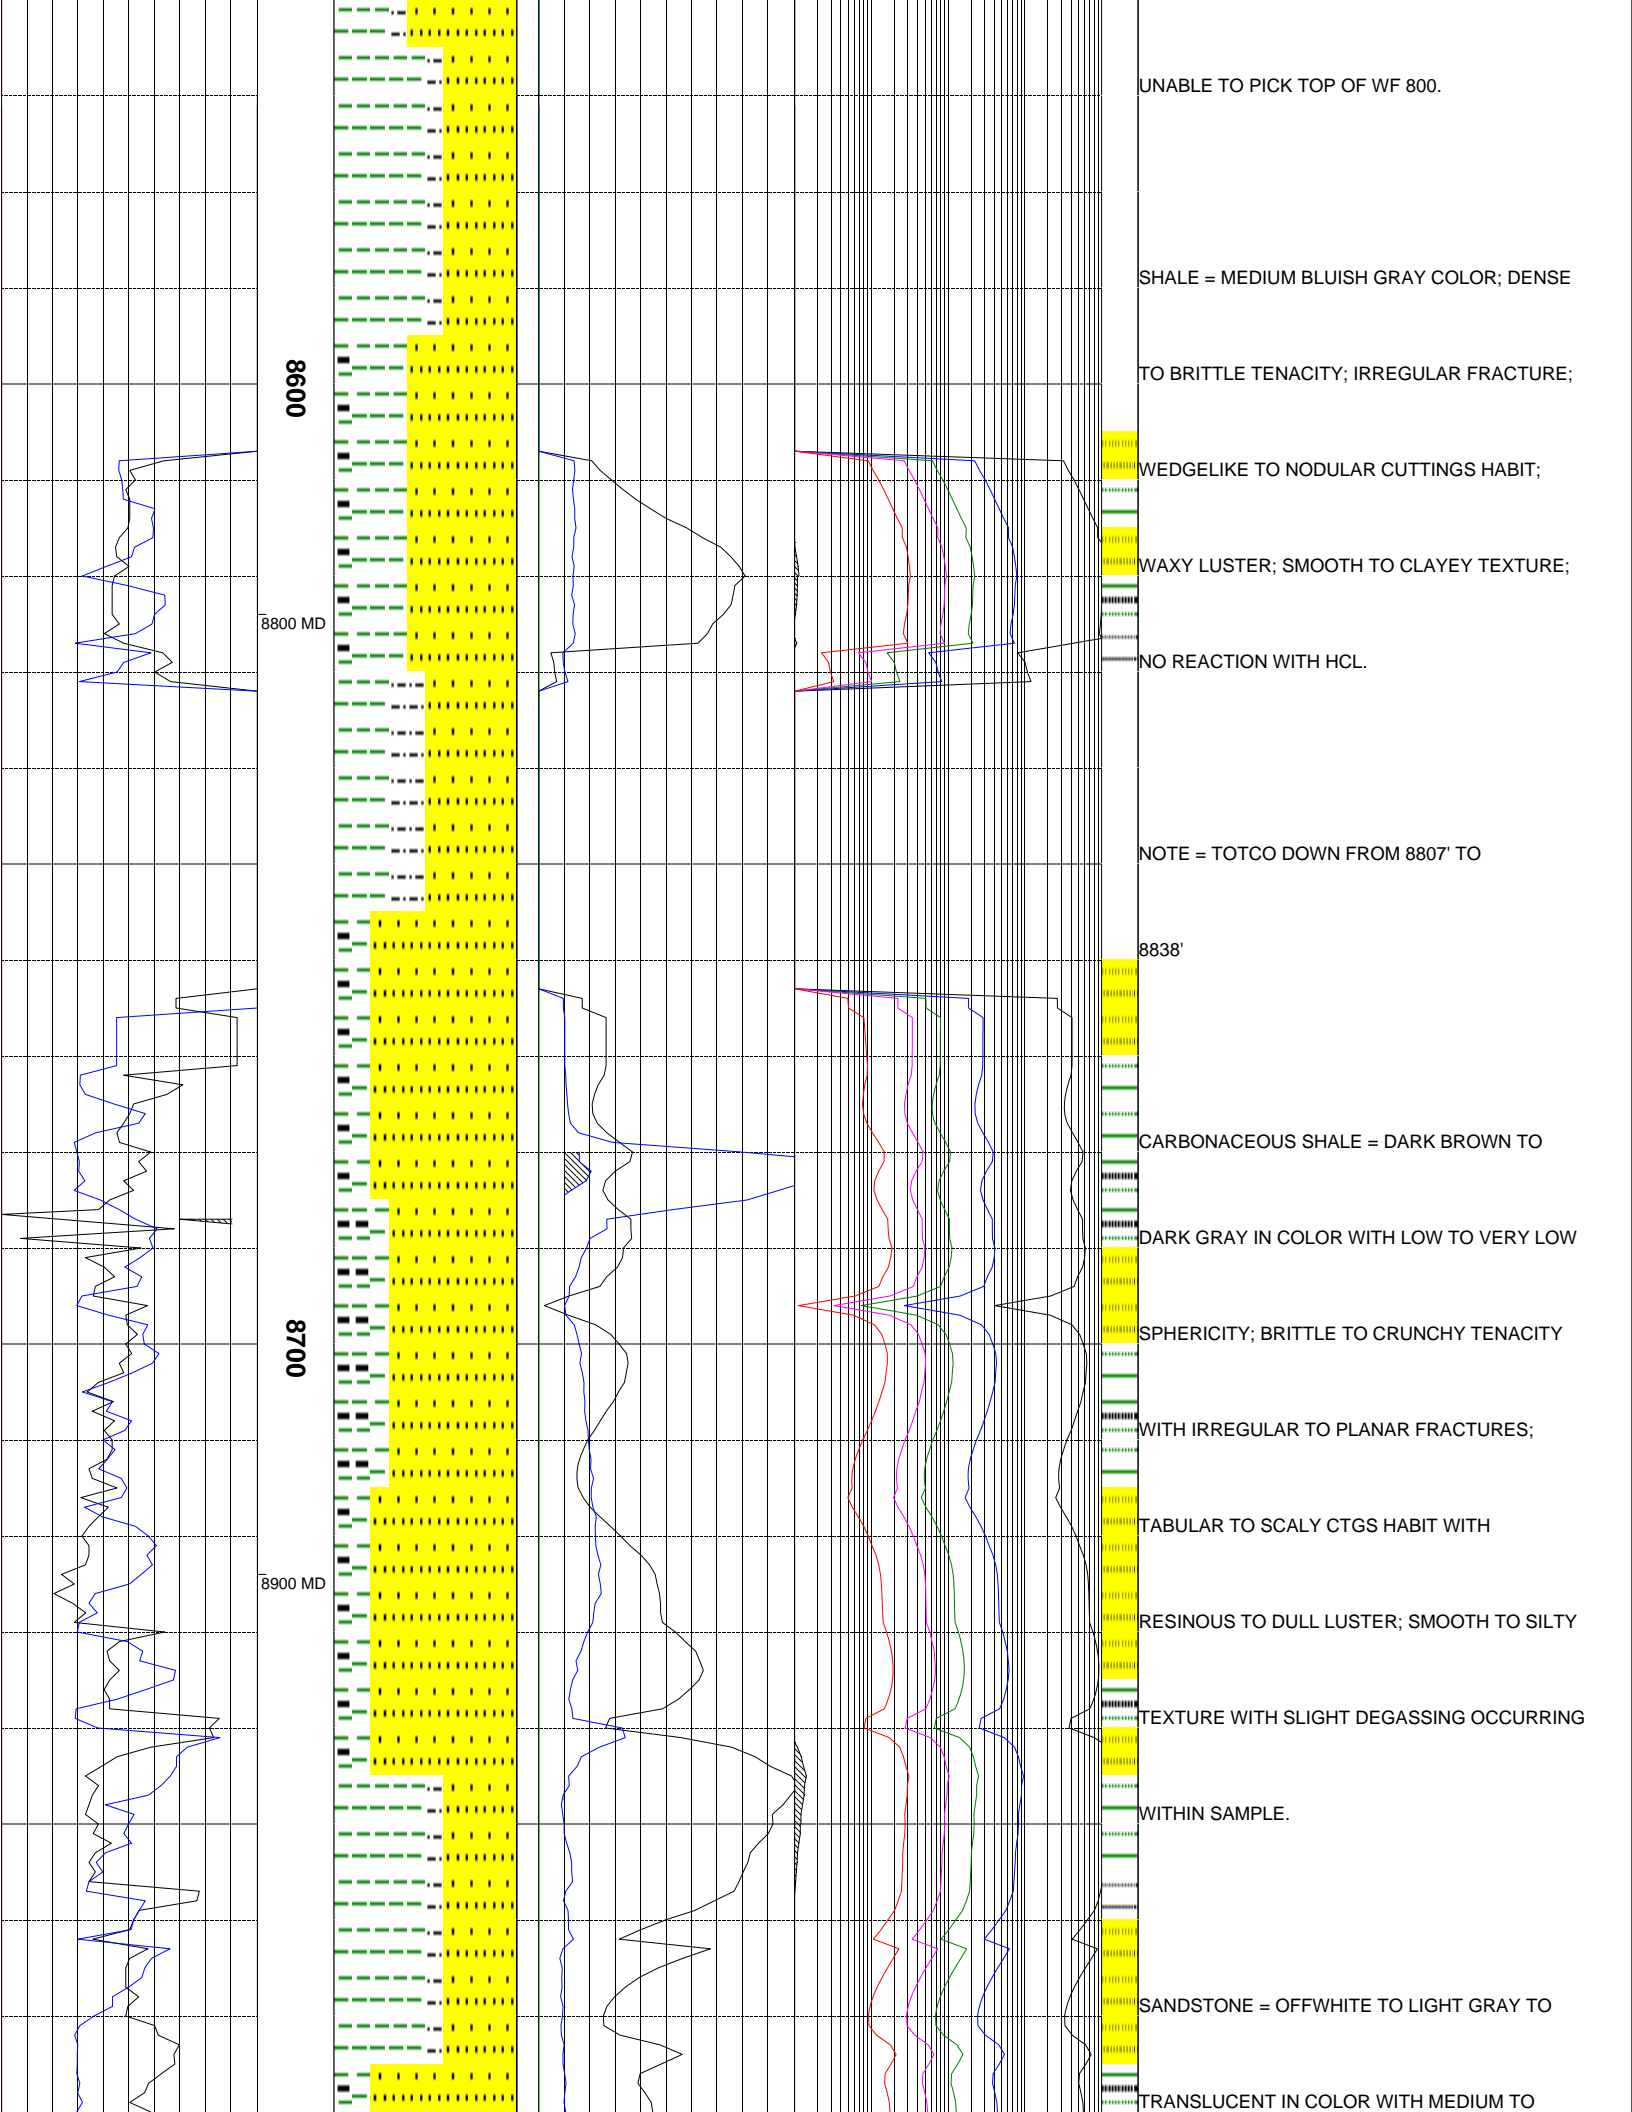 UNABLE TO PICK TOP OF WF 800.
SHALE = MEDIUM BLUISH GRAY COLOR; DENSE
8600
TO BRITTLE TENACITY; IRREGULAR FRACTURE;
WEDGELIKE TO NODULAR CUTTINGS HABIT;
WAXY LUSTER; SMOOTH TO CLAYEY TEXTURE;
8800 MD
NO REACTION WITH HCL.
NOTE = TOTCO DOWN FROM 8807' TO
8838'
CARBONACEOUS SHALE = DARK BROWN TO
DARK GRAY IN COLOR WITH LOW TO VERY LOW
SPHERICITY; BRITTLE TO CRUNCHY TENACITY
8700
WITH IRREGULAR TO PLANAR FRACTURES;
TABULAR TO SCALY CTGS HABIT WITH
8900 MD
RESINOUS TO DULL LUSTER; SMOOTH TO SILTY
TEXTURE WITH SLIGHT DEGASSING OCCURRING
WITHIN SAMPLE.
SANDSTONE = OFFWHITE TO LIGHT GRAY TO
TRANSLUCENT IN COLOR WITH MEDIUM TO